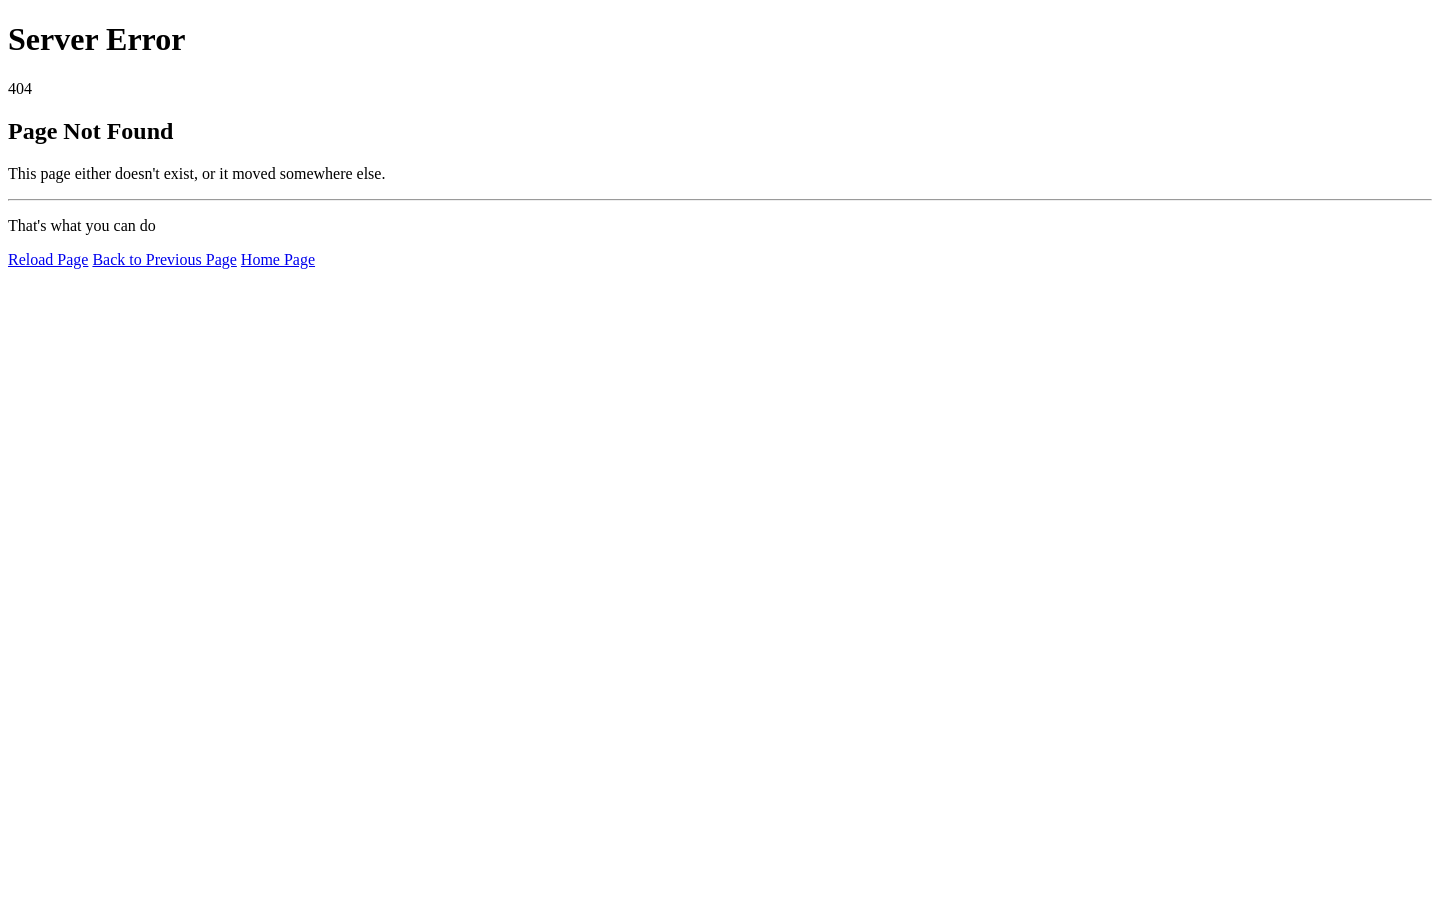 Server Error
404
Page Not Found
This page either doesn't exist, or it moved somewhere else.
That's what you can do
Reload Page Back to Previous Page Home Page